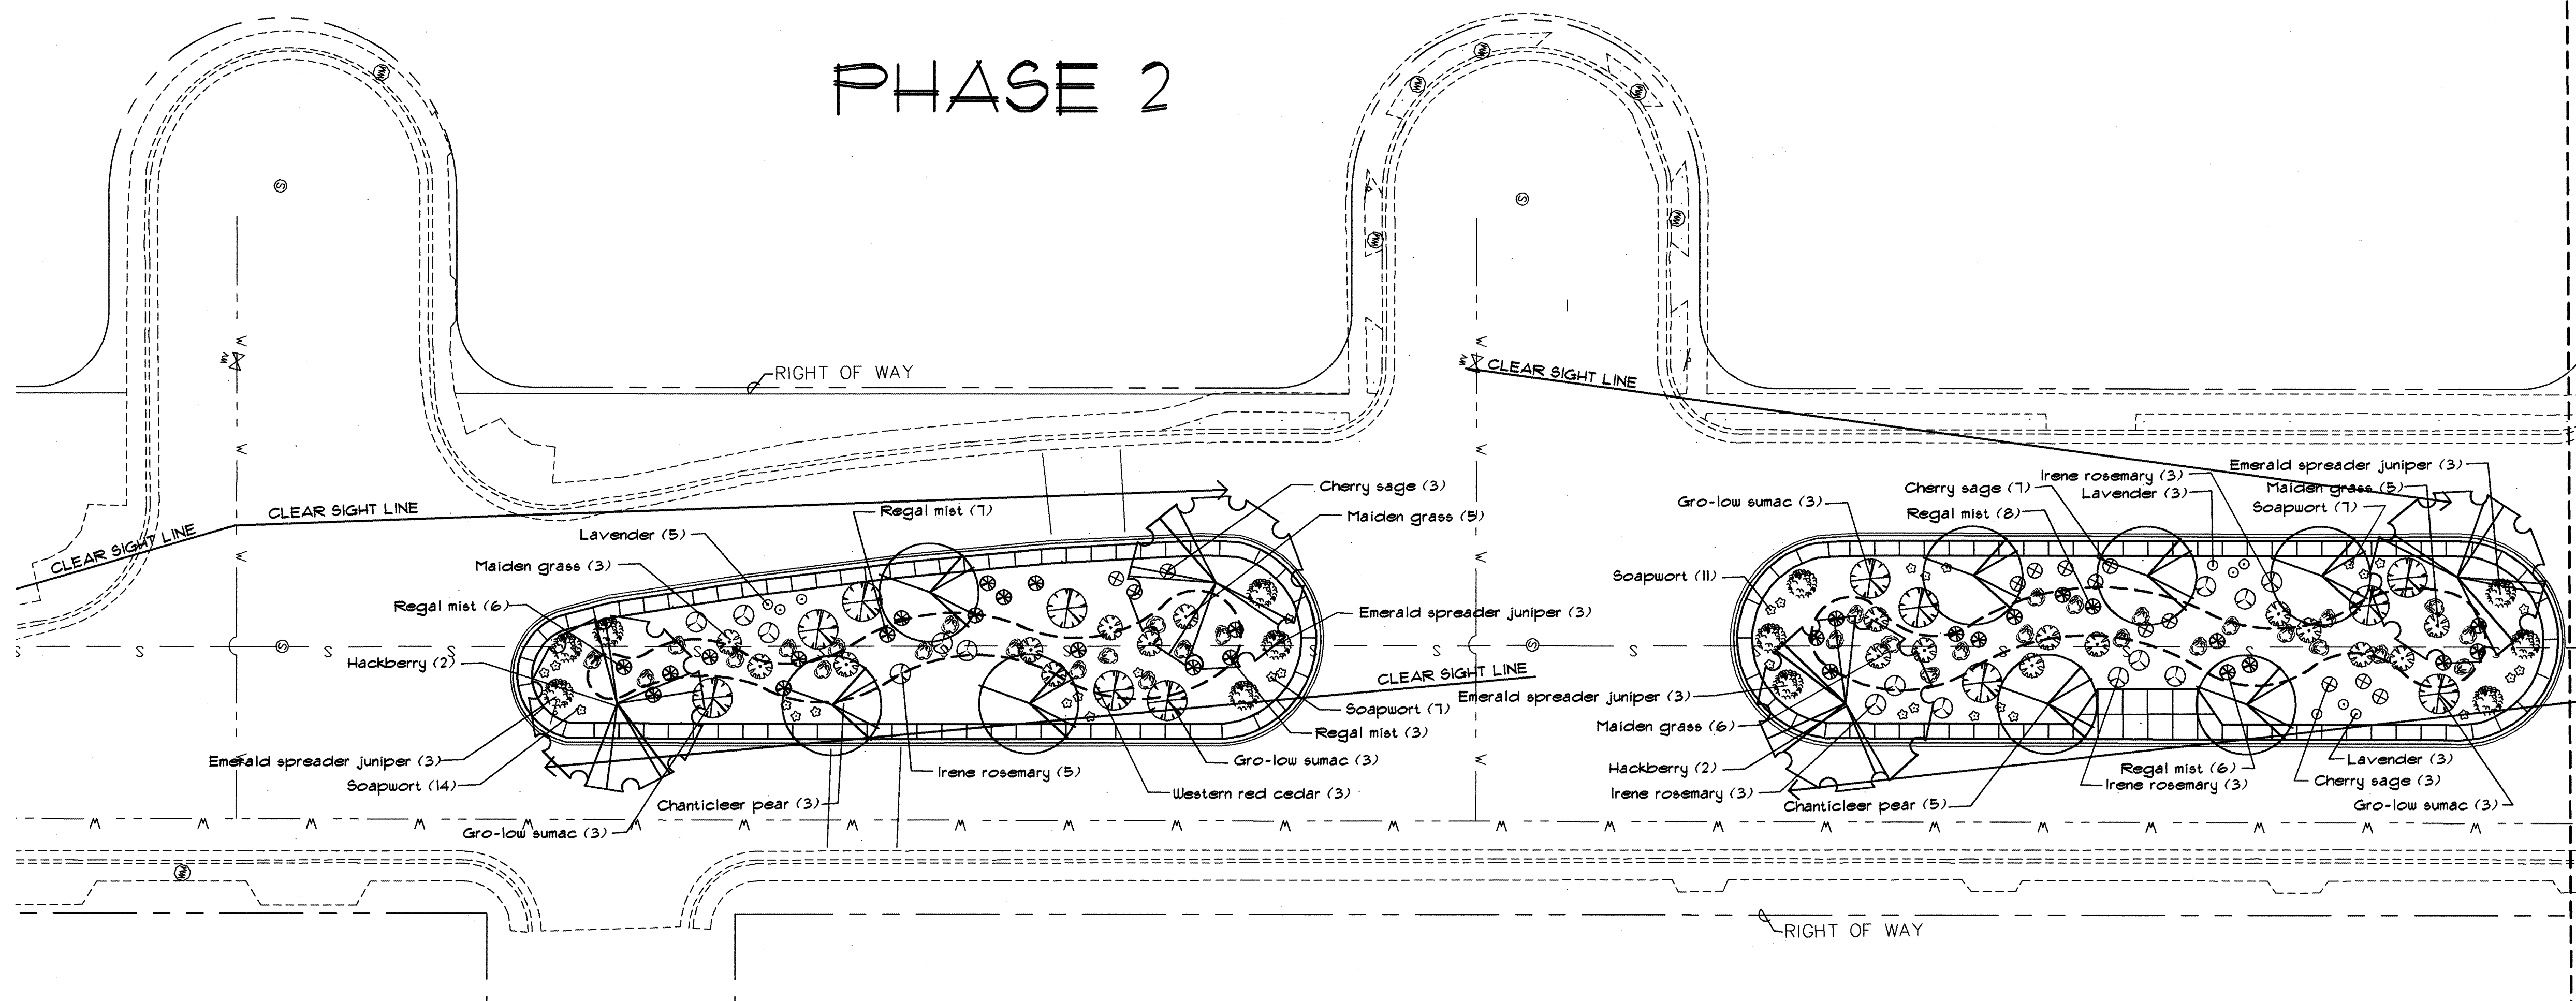 PHASE 2
RIGHT OF WAY
CLEAR SIGHT LINE
CLEAR SIGHT LINE
CLEAR SIGHT LINE
Cherry sage (3)
Regal mist (7)
Maiden grass (5)
Lavender (5)
Maiden grass (3)
Regal mist (6)
Hackberry (2)
Emerald spreader juniper (3)
Soapwort (14)
Gro-low sumac (3)
Chanticleer pear (3)
Irene rosemary (5)
Western red cedar (3)
Gro-low sumac (3)
Regal mist (3)
Soapwort (7)
Emerald spreader juniper (3)
CLEAR SIGHT LINE
Emerald spreader juniper (3)
Irene rosemary (3)
Maiden grass (5)
Cherry sage (7)
Lavender (3)
Gro-low sumac (3)
Regal mist (8)
Soapwort (7)
Soapwort (11)
Emerald spreader juniper (3)
Maiden grass (6)
Hackberry (2)
Irene rosemary (3)
Chanticleer pear (5)
Regal mist (6)
Irene rosemary (3)
Lavender (3)
Cherry sage (3)
Gro-low sumac (3)
RIGHT OF WAY